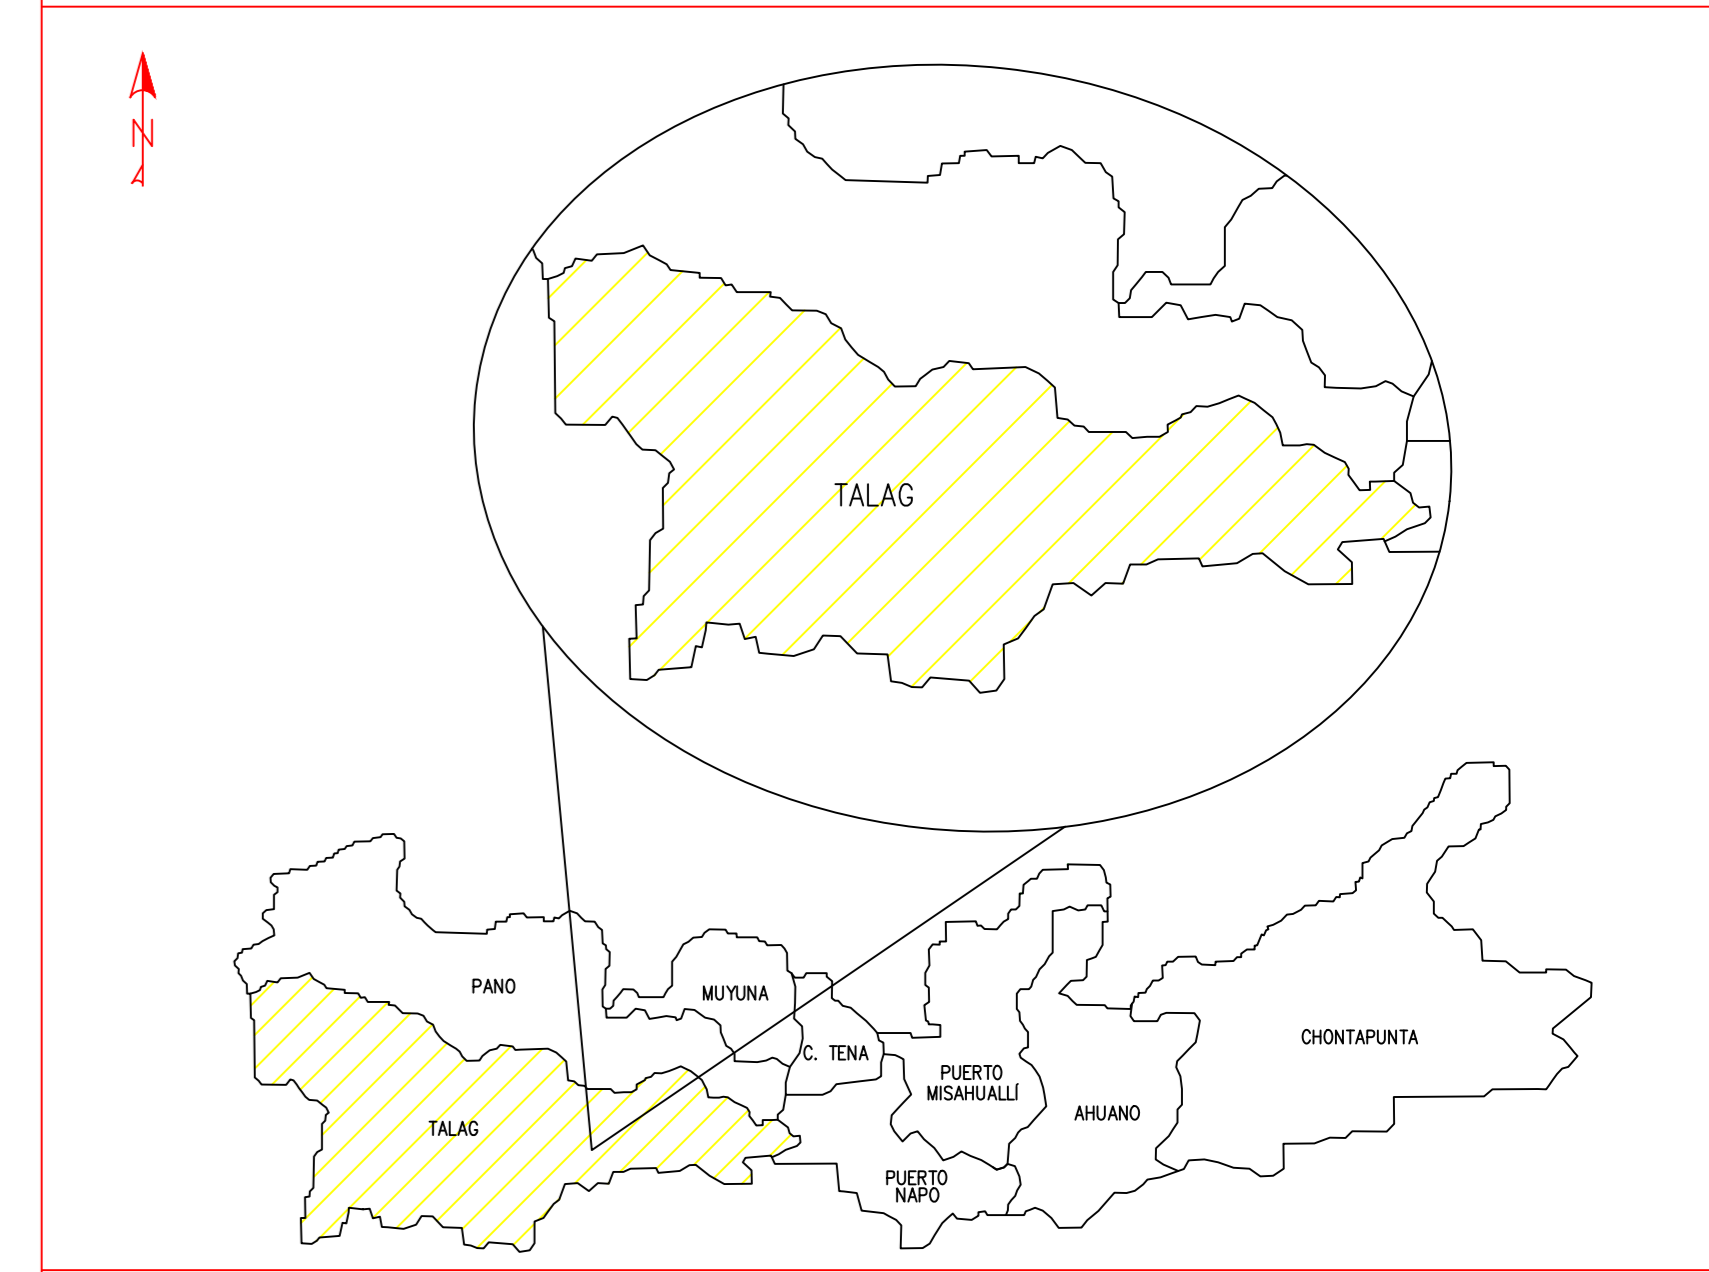 N
TALAG
PANO
MUYUNA
C. TENA
CHONTAPUNTA
PUERTO
MISAHUALLÍ
AHUANO
TALAG
PUERTO
NAPO